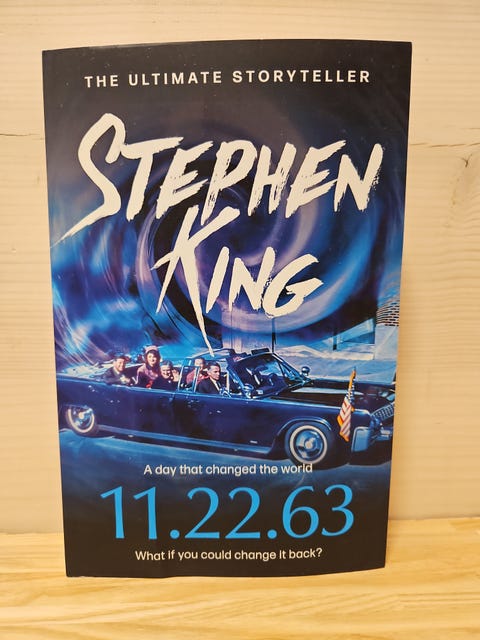 THE ULTIMATE STORYTELLER
STEPHEN
KING
A day that changed the world
11.22.63
What if you could change it back?